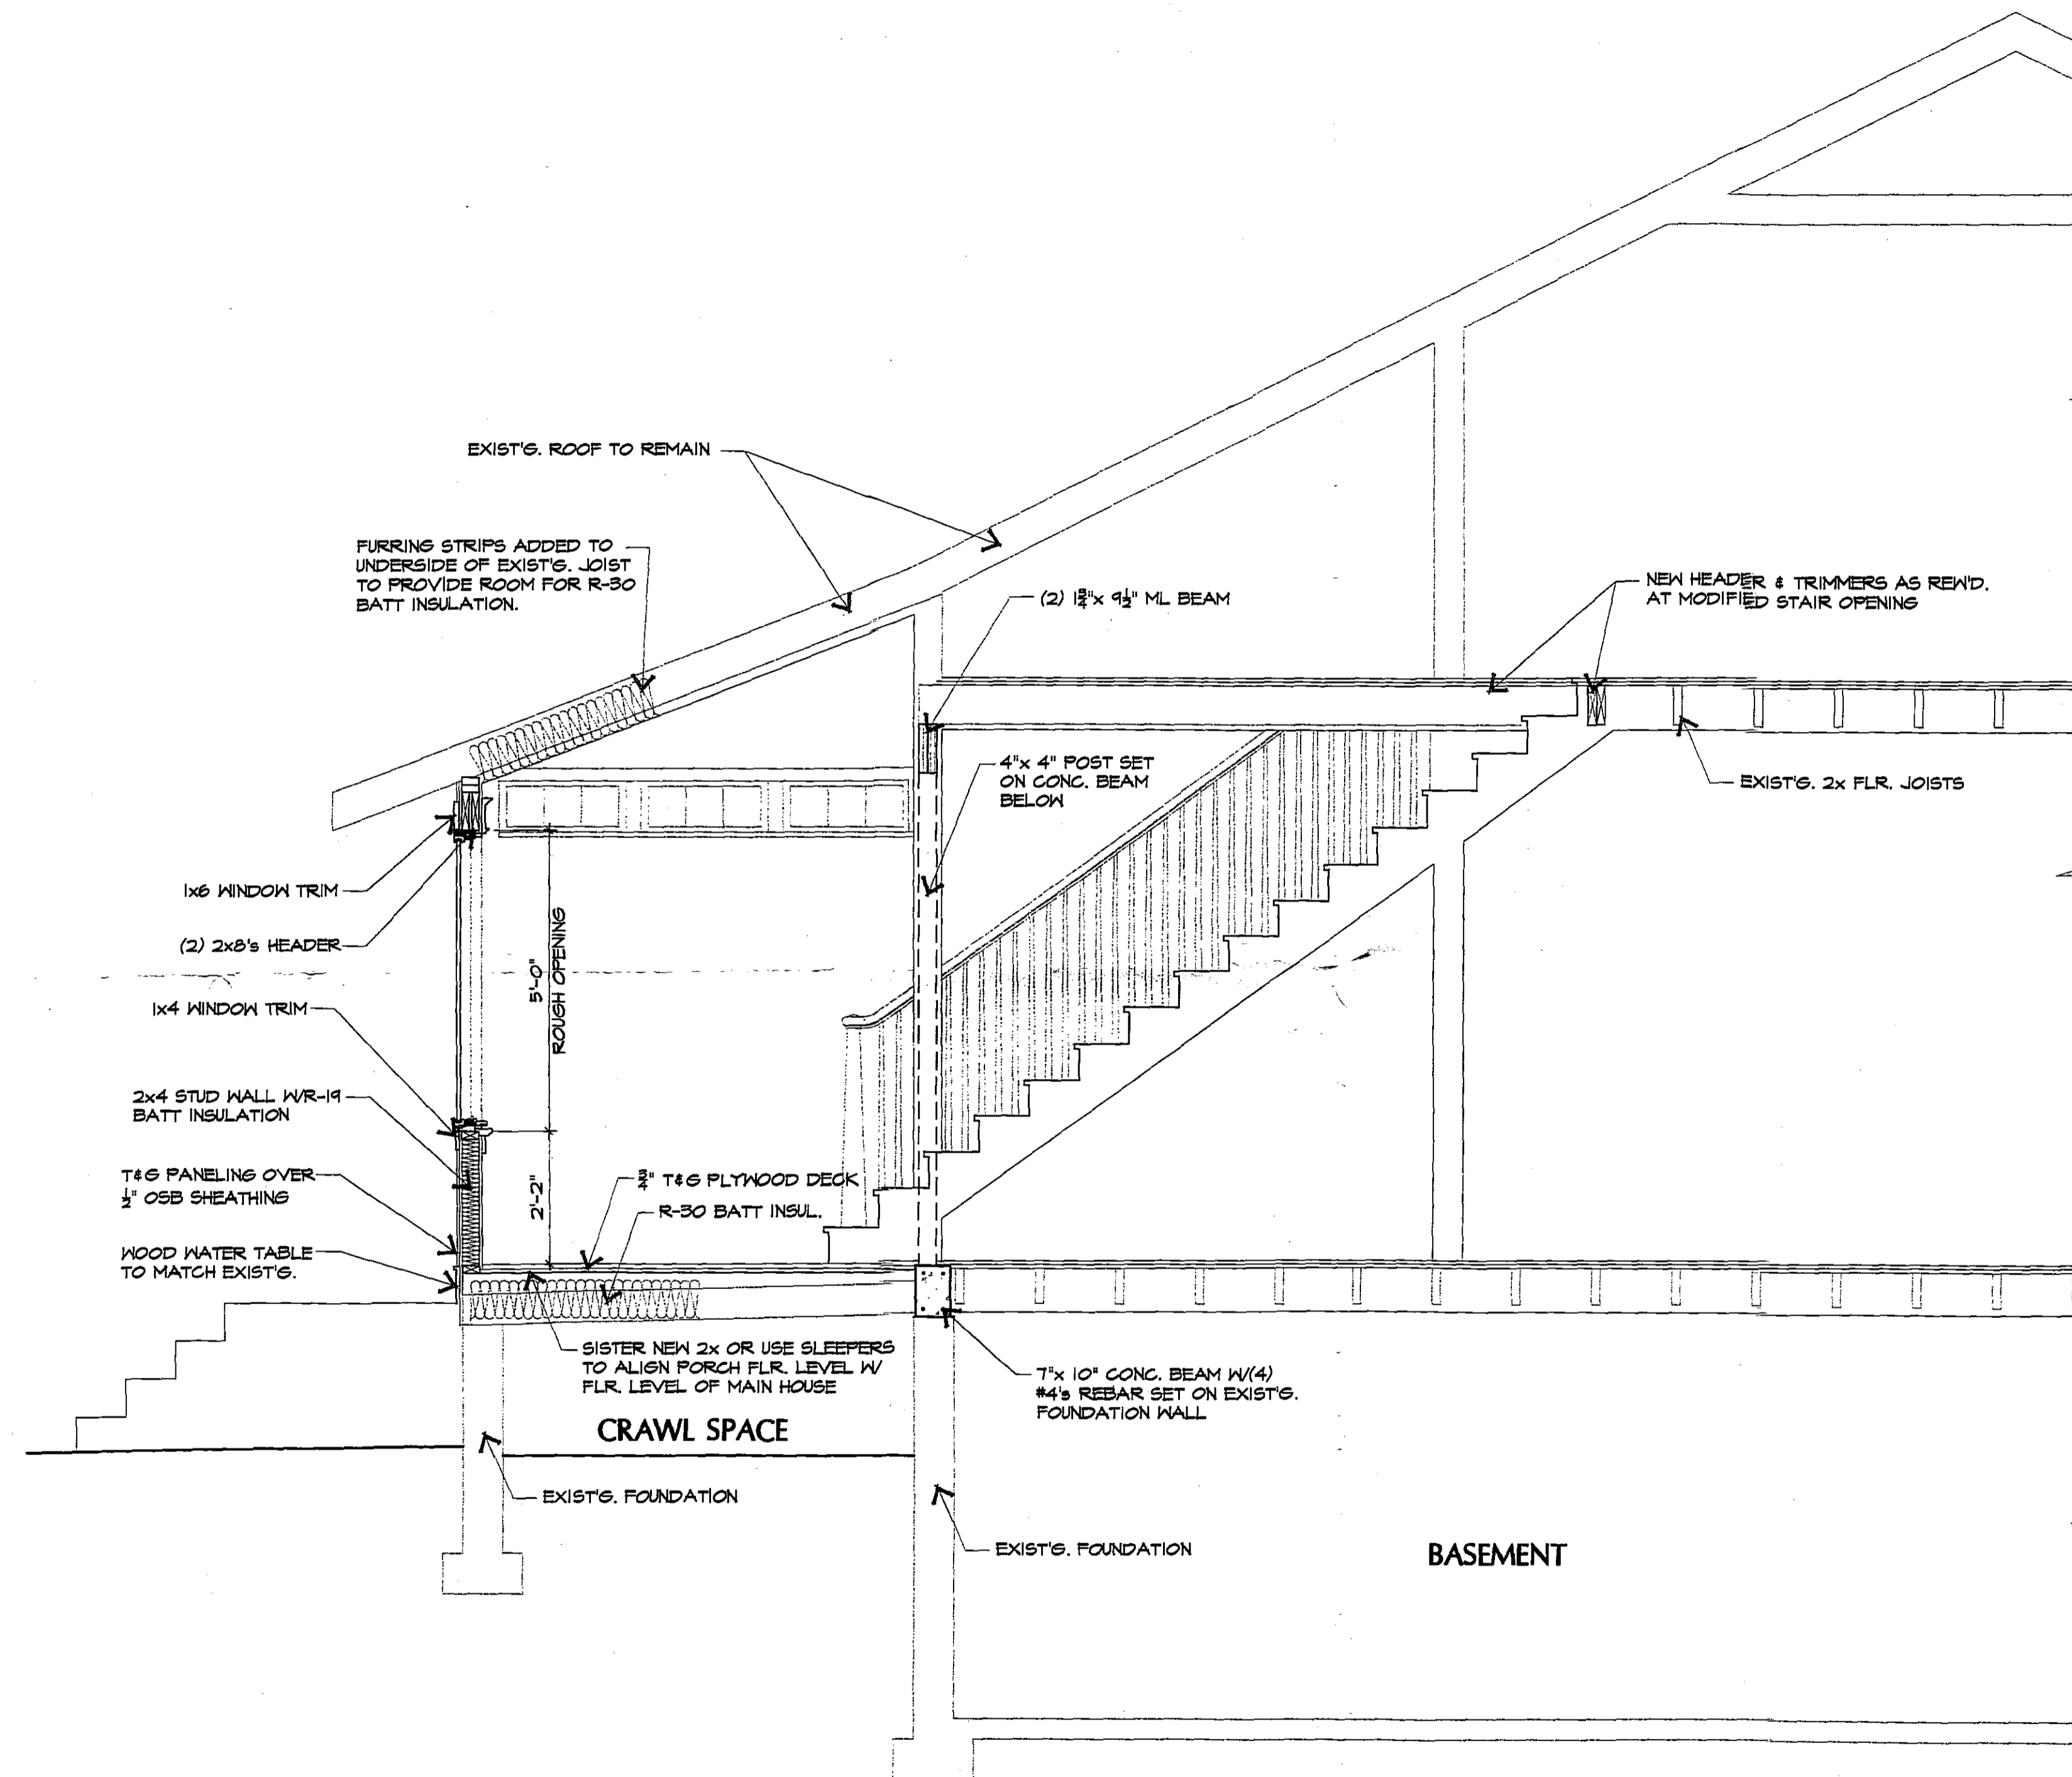 EXIST'G. ROOF TO REMAIN
FURRING STRIPS ADDED TO
UNDERSIDE OF EXIST'G. JOIST
TO PROVIDE ROOM FOR R-30
BATT INSULATION.
(2) 1¾"x 9½" ML BEAM
NEW HEADER & TRIMMERS AS REW'D.
AT MODIFIED STAIR OPENING
4"x 4" POST SET
ON CONC. BEAM
BELOW
EXIST'G. 2x FLR. JOISTS
1x6 WINDOW TRIM
(2) 2x8's HEADER
1x4 WINDOW TRIM
5'-0"
ROUGH OPENING
2x4 STUD WALL W/R-19
BATT INSULATION
T&G PANELING OVER
½" OSB SHEATHING
2'-2"
¾" T&G PLYWOOD DECK
R-30 BATT INSUL.
WOOD WATER TABLE
TO MATCH EXIST'G.
SISTER NEW 2x OR USE SLEEPERS
TO ALIGN PORCH FLR. LEVEL W/
FLR. LEVEL OF MAIN HOUSE
7"x 10" CONC. BEAM W/(4)
#4's REBAR SET ON EXIST'G.
FOUNDATION WALL
CRAWL SPACE
EXIST'G. FOUNDATION
EXIST'G. FOUNDATION
BASEMENT